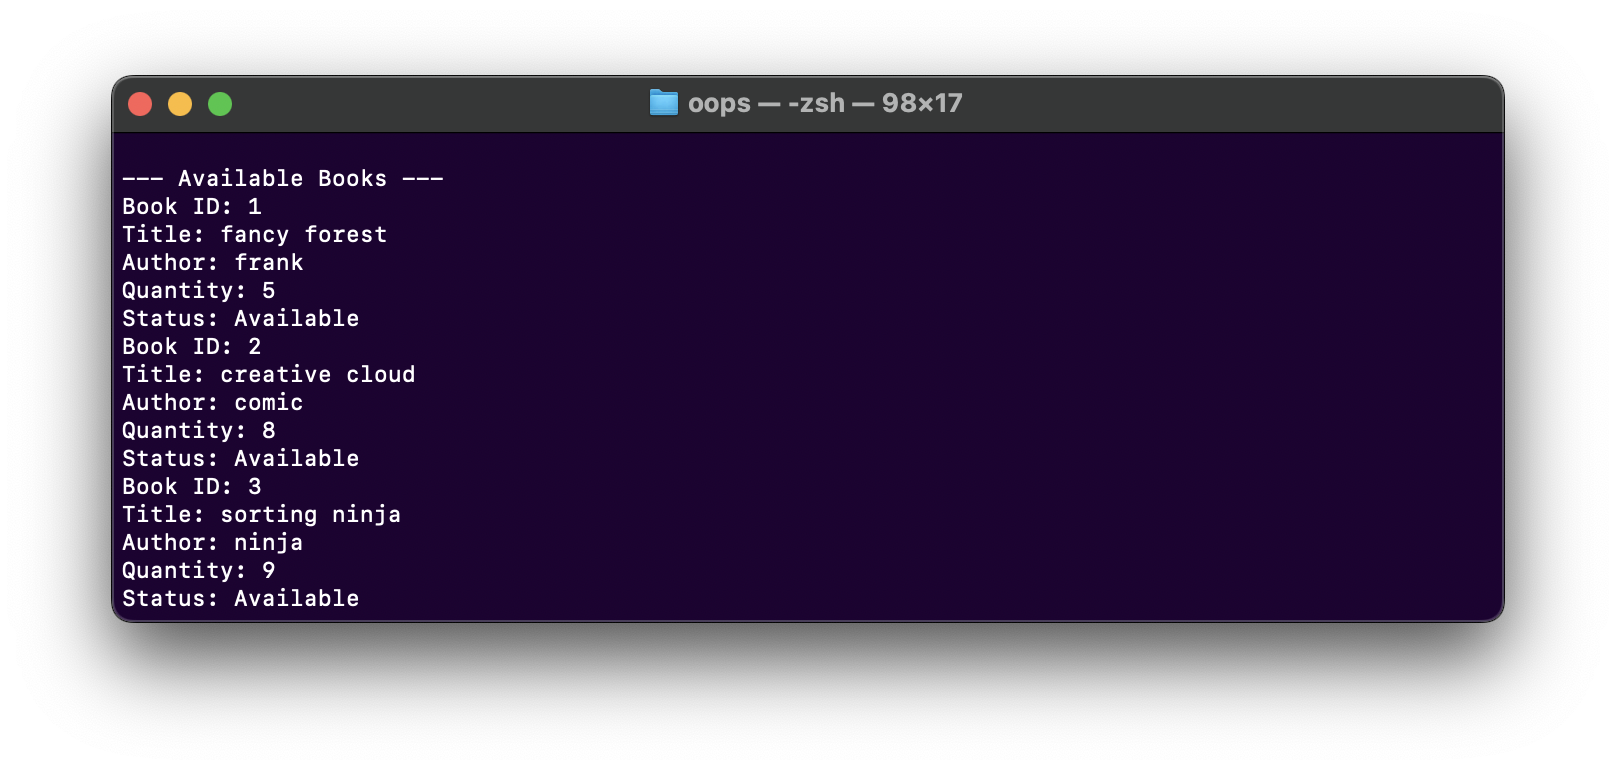 oops — -zsh — 98×17
--- Available Books ---
Book ID: 1
Title: fancy forest
Author: frank
Quantity: 5
Status: Available
Book ID: 2
Title: creative cloud
Author: comic
Quantity: 8
Status: Available
Book ID: 3
Title: sorting ninja
Author: ninja
Quantity: 9
Status: Available